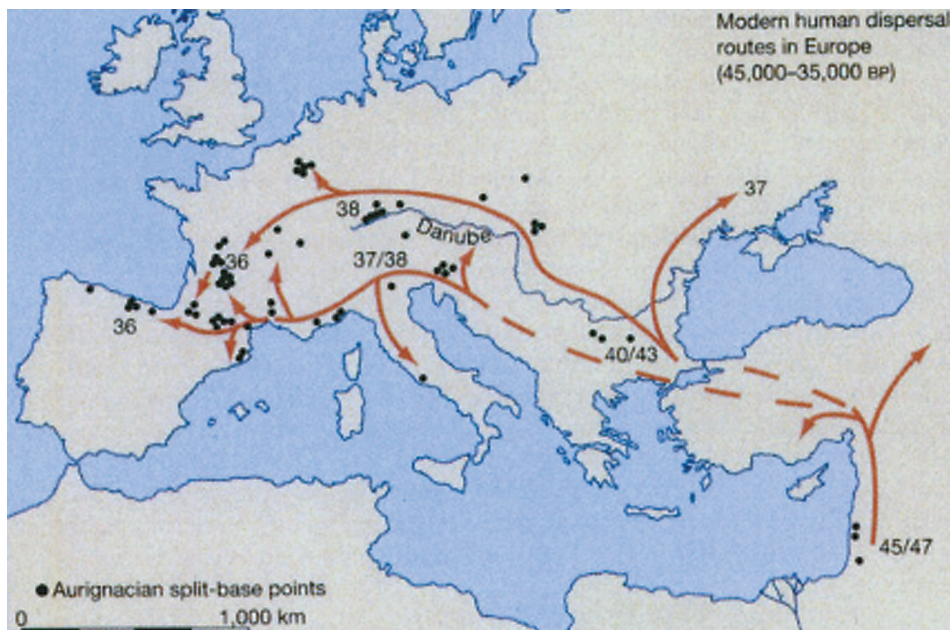 Modern human dispersal
routes in Europe
(45,000–35,000 BP)
37
38
Danube
36
37/38
36
40/43
45/47
Aurignacian split-base points
0 1,000 km